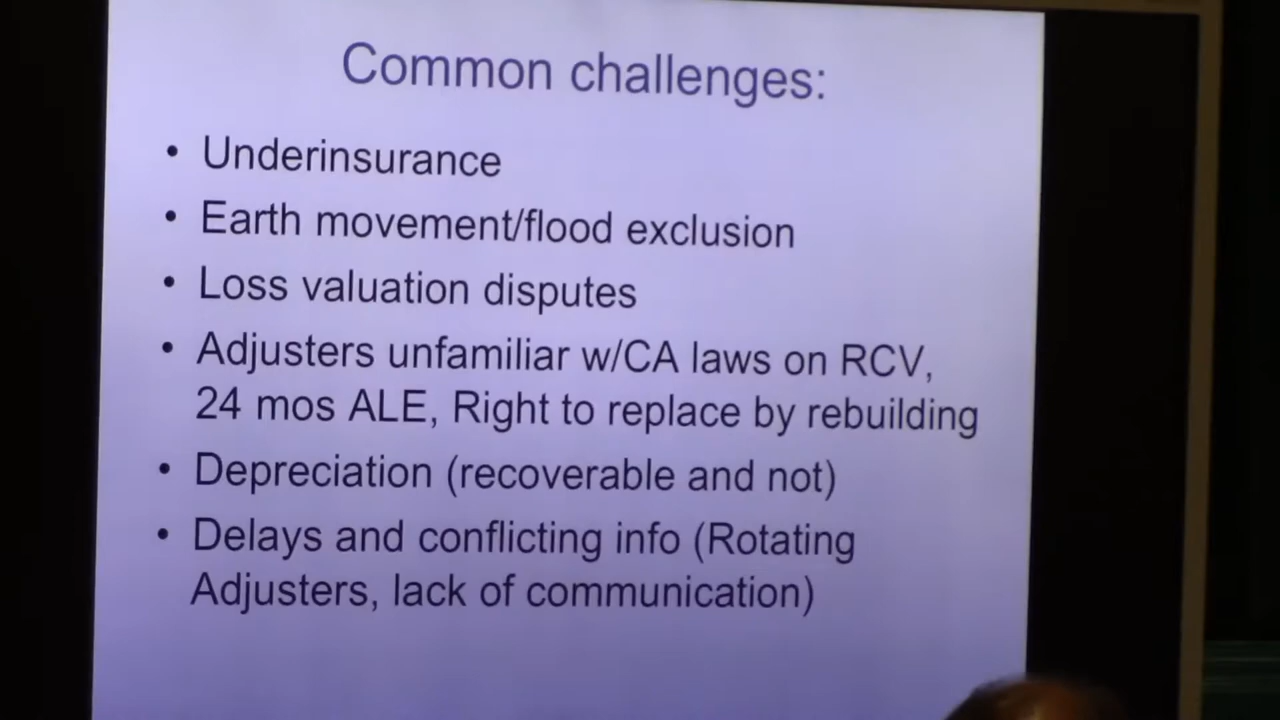 Common challenges:
• Underinsurance
• Earth movement/flood exclusion
• Loss valuation disputes
• Adjusters unfamiliar w/CA laws on RCV,
24 mos ALE, Right to replace by rebuilding
• Depreciation (recoverable and not)
• Delays and conflicting info (Rotating
Adjusters, lack of communication)